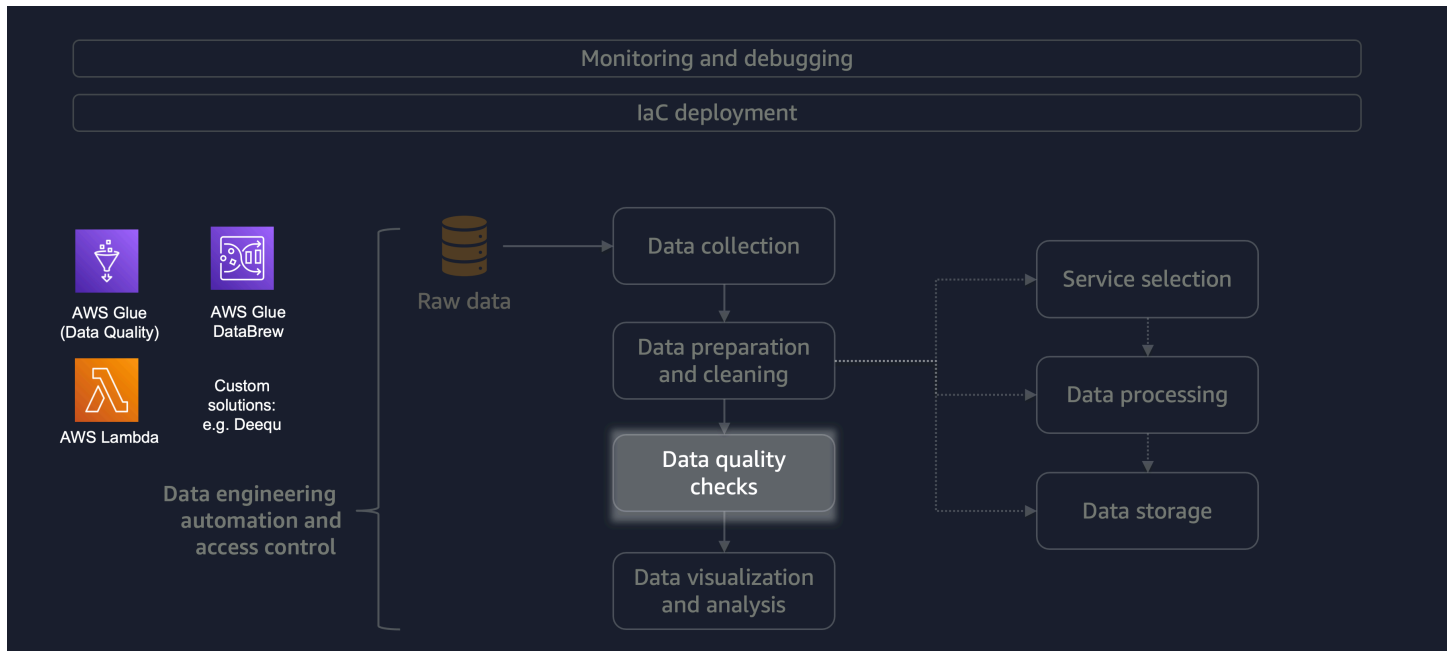 Monitoring and debugging
IaC deployment
AWS Glue
(Data Quality)
AWS Glue
DataBrew
AWS Lambda
Custom
solutions:
e.g. Deequ
Data engineering
automation and
access control
Raw data
Data collection
Data preparation
and cleaning
Data quality
checks
Data visualization
and analysis
Service selection
Data processing
Data storage